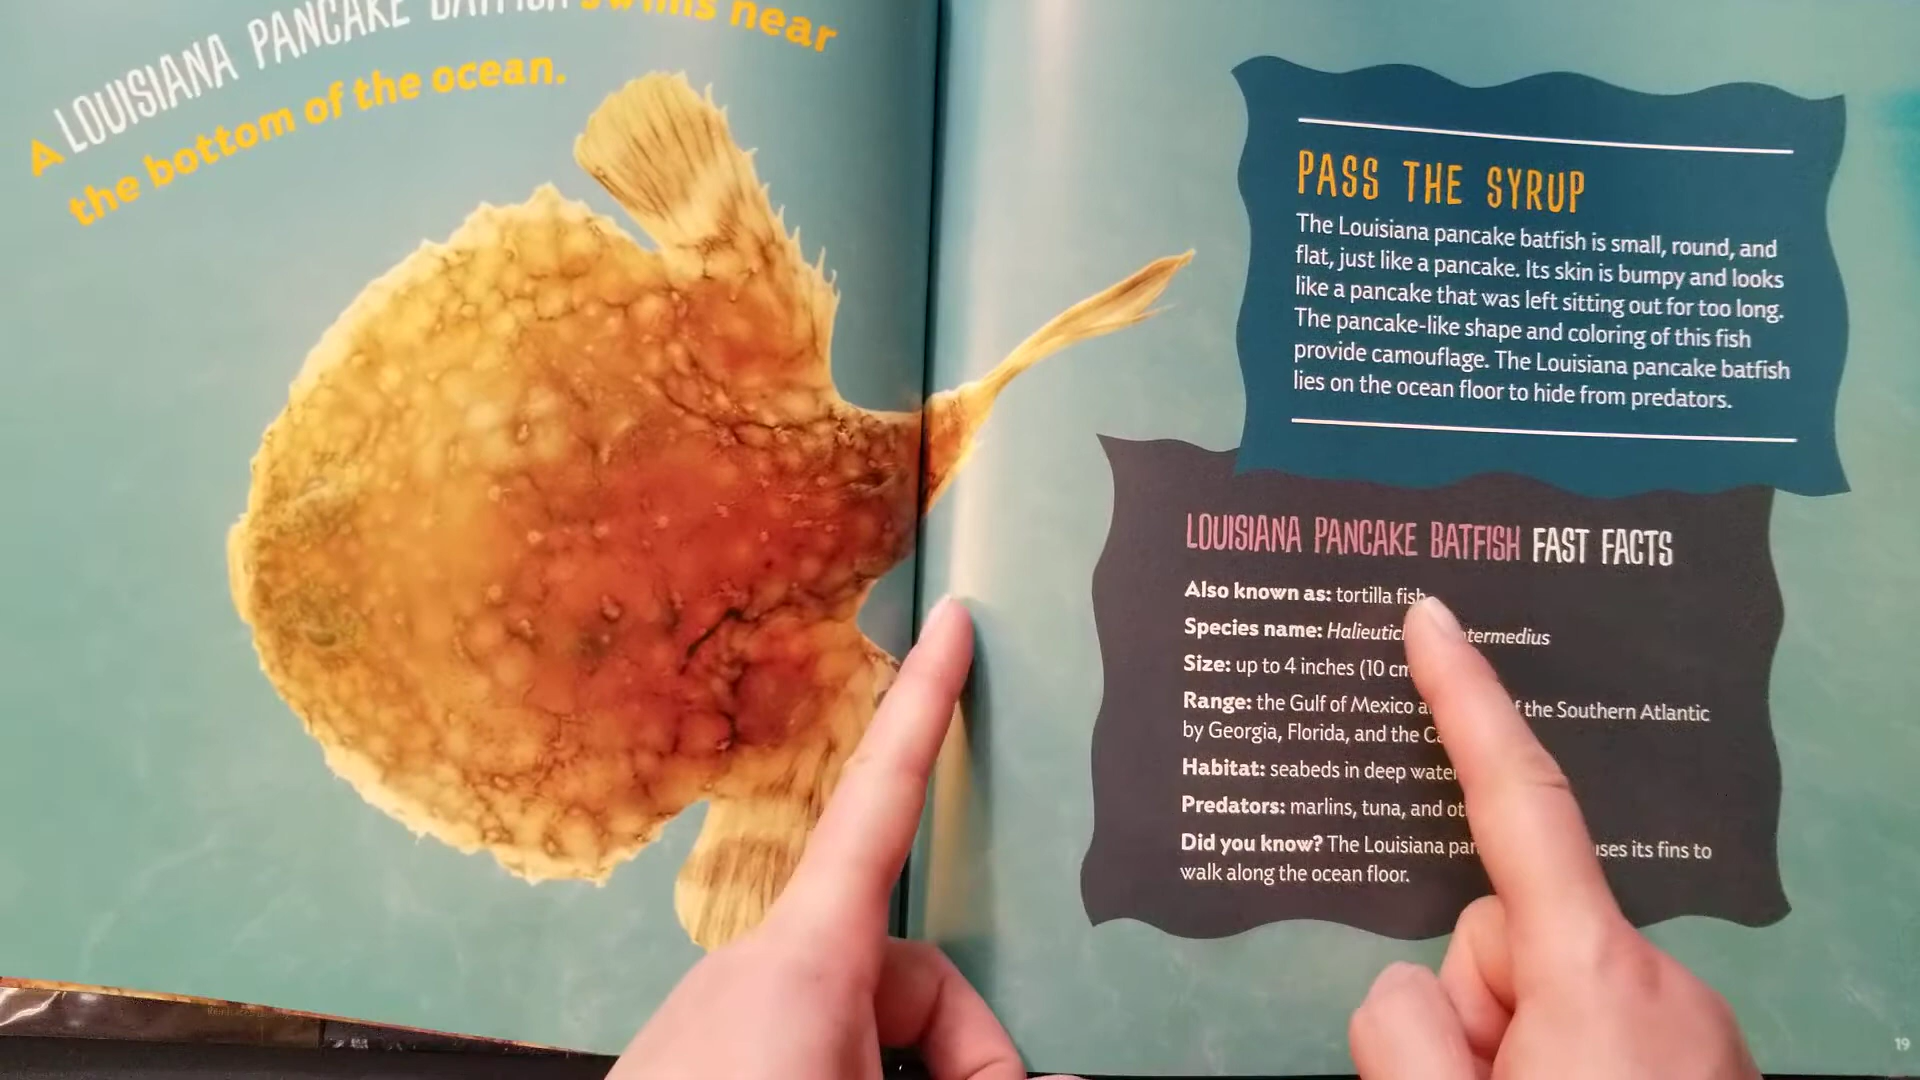 A LOUISIANA PANCAKE BATFISH swims near
the bottom of the ocean.
PASS THE SYRUP
The Louisiana pancake batfish is small, round, and
flat, just like a pancake. Its skin is bumpy and looks
like a pancake that was left sitting out for too long.
The pancake-like shape and coloring of this fish
provide camouflage. The Louisiana pancake batfish
lies on the ocean floor to hide from predators.
LOUISIANA PANCAKE BATFISH FAST FACTS
Also known as: tortilla fish
Species name:
Size: up to 4 inches (10 cm
Range: the Gulf of Mexico the Southern Atlantic
by Georgia, Florida, and the
Habitat: seabeds in deep
Predators: marlins, tuna, and
Did you know? The Louisiana uses its fins to
walk along the ocean floor.
19